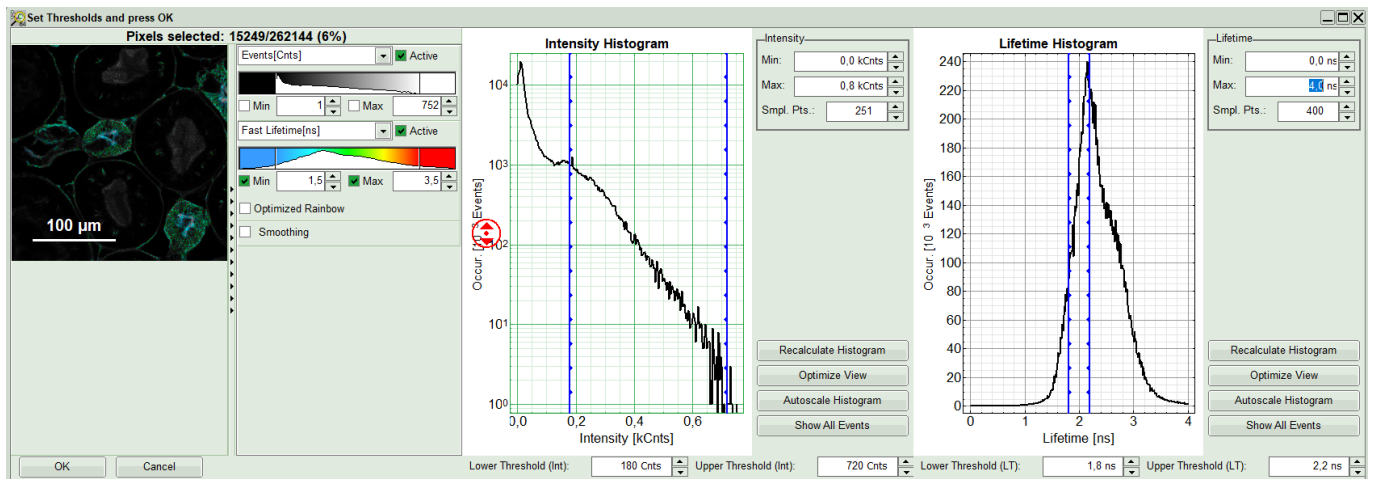 Set Thresholds and press OK
Pixels selected: 15249/262144 (6%)
100 µm
OK
Cancel
Events[Cnts]
Active
Min
1
Max
752
Fast Lifetime[ns]
Active
Min
1,5
Max
3,5
Optimized Rainbow
Smoothing
Intensity Histogram
Occur. [10 3 Events]
10⁴
10³
10²
10¹
10⁰
0,0
0,2
0,4
0,6
Intensity [kCnts]
Intensity
Min:
0,0 kCnts
Max:
0,8 kCnts
Smpl. Pts.:
251
Recalculate Histogram
Optimize View
Autoscale Histogram
Show All Events
Lower Threshold (Int):
180 Cnts
Upper Threshold (Int):
720 Cnts
Lifetime Histogram
Occur. [10 3 Events]
240
220
200
180
160
140
120
100
80
60
40
20
0
0
1
2
3
4
Lifetime [ns]
Lifetime
Min:
0,0 ns
Max:
4,0 ns
Smpl. Pts.:
400
Recalculate Histogram
Optimize View
Autoscale Histogram
Show All Events
Lower Threshold (LT):
1,8 ns
Upper Threshold (LT):
2,2 ns